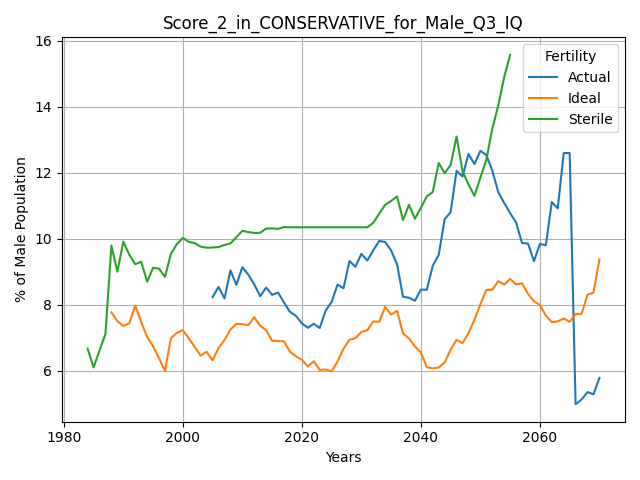 Score_2_in_CONSERVATIVE_for_Male_Q3_IQ
16
14
12
10
8
6
% of Male Population
Fertility
Actual
Ideal
Sterile
1980
2000
2020
2040
2060
Years